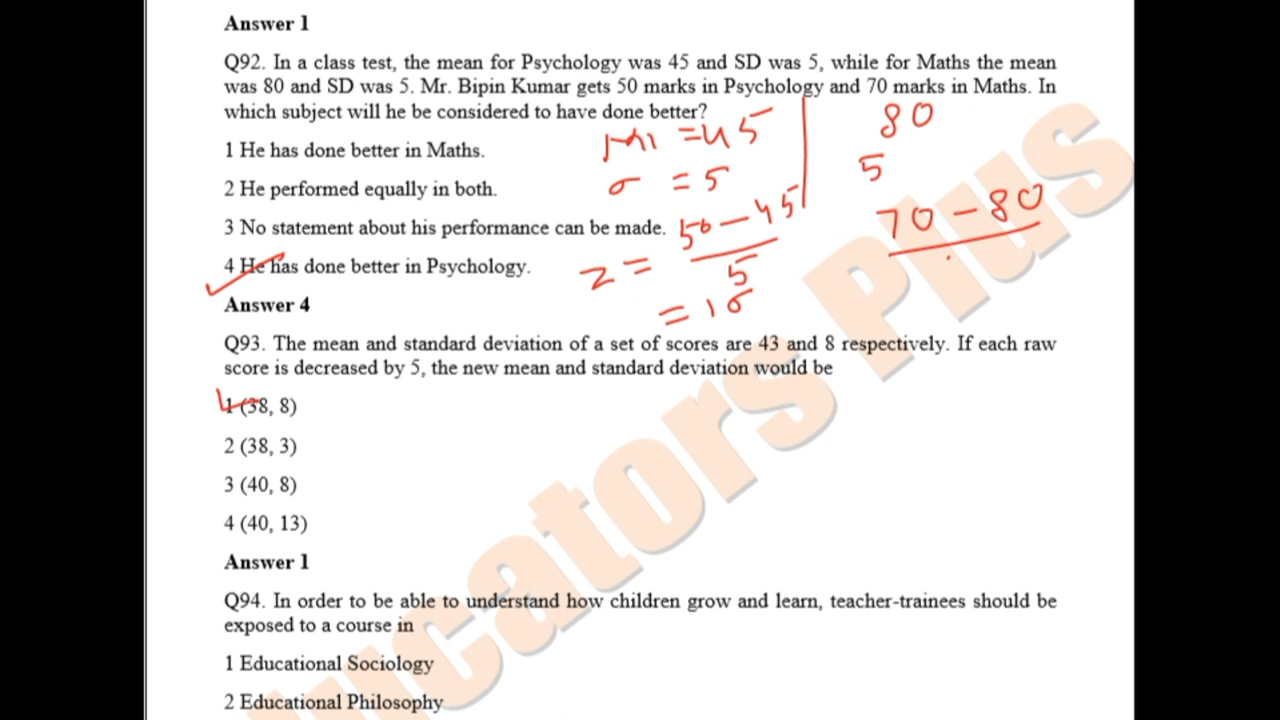 Answer 1
Q92. In a class test, the mean for Psychology was 45 and SD was 5, while for Maths the mean
was 80 and SD was 5. Mr. Bipin Kumar gets 50 marks in Psychology and 70 marks in Maths. In
which subject will he be considered to have done better?
80
= 45
1 He has done better in Maths.
5
σ = 5
2 He performed equally in both.
70 - 80
3 No statement about his performance can be made.
50 - 45
4 He has done better in Psychology.
z =
5
Answer 4
= 1σ
Q93. The mean and standard deviation of a set of scores are 43 and 8 respectively. If each raw
score is decreased by 5, the new mean and standard deviation would be
1 (38, 8)
2 (38, 3)
3 (40, 8)
4 (40, 13)
Answer 1
Q94. In order to be able to understand how children grow and learn, teacher-trainees should be
exposed to a course in
1 Educational Sociology
2 Educational Philosophy
ucators Plus